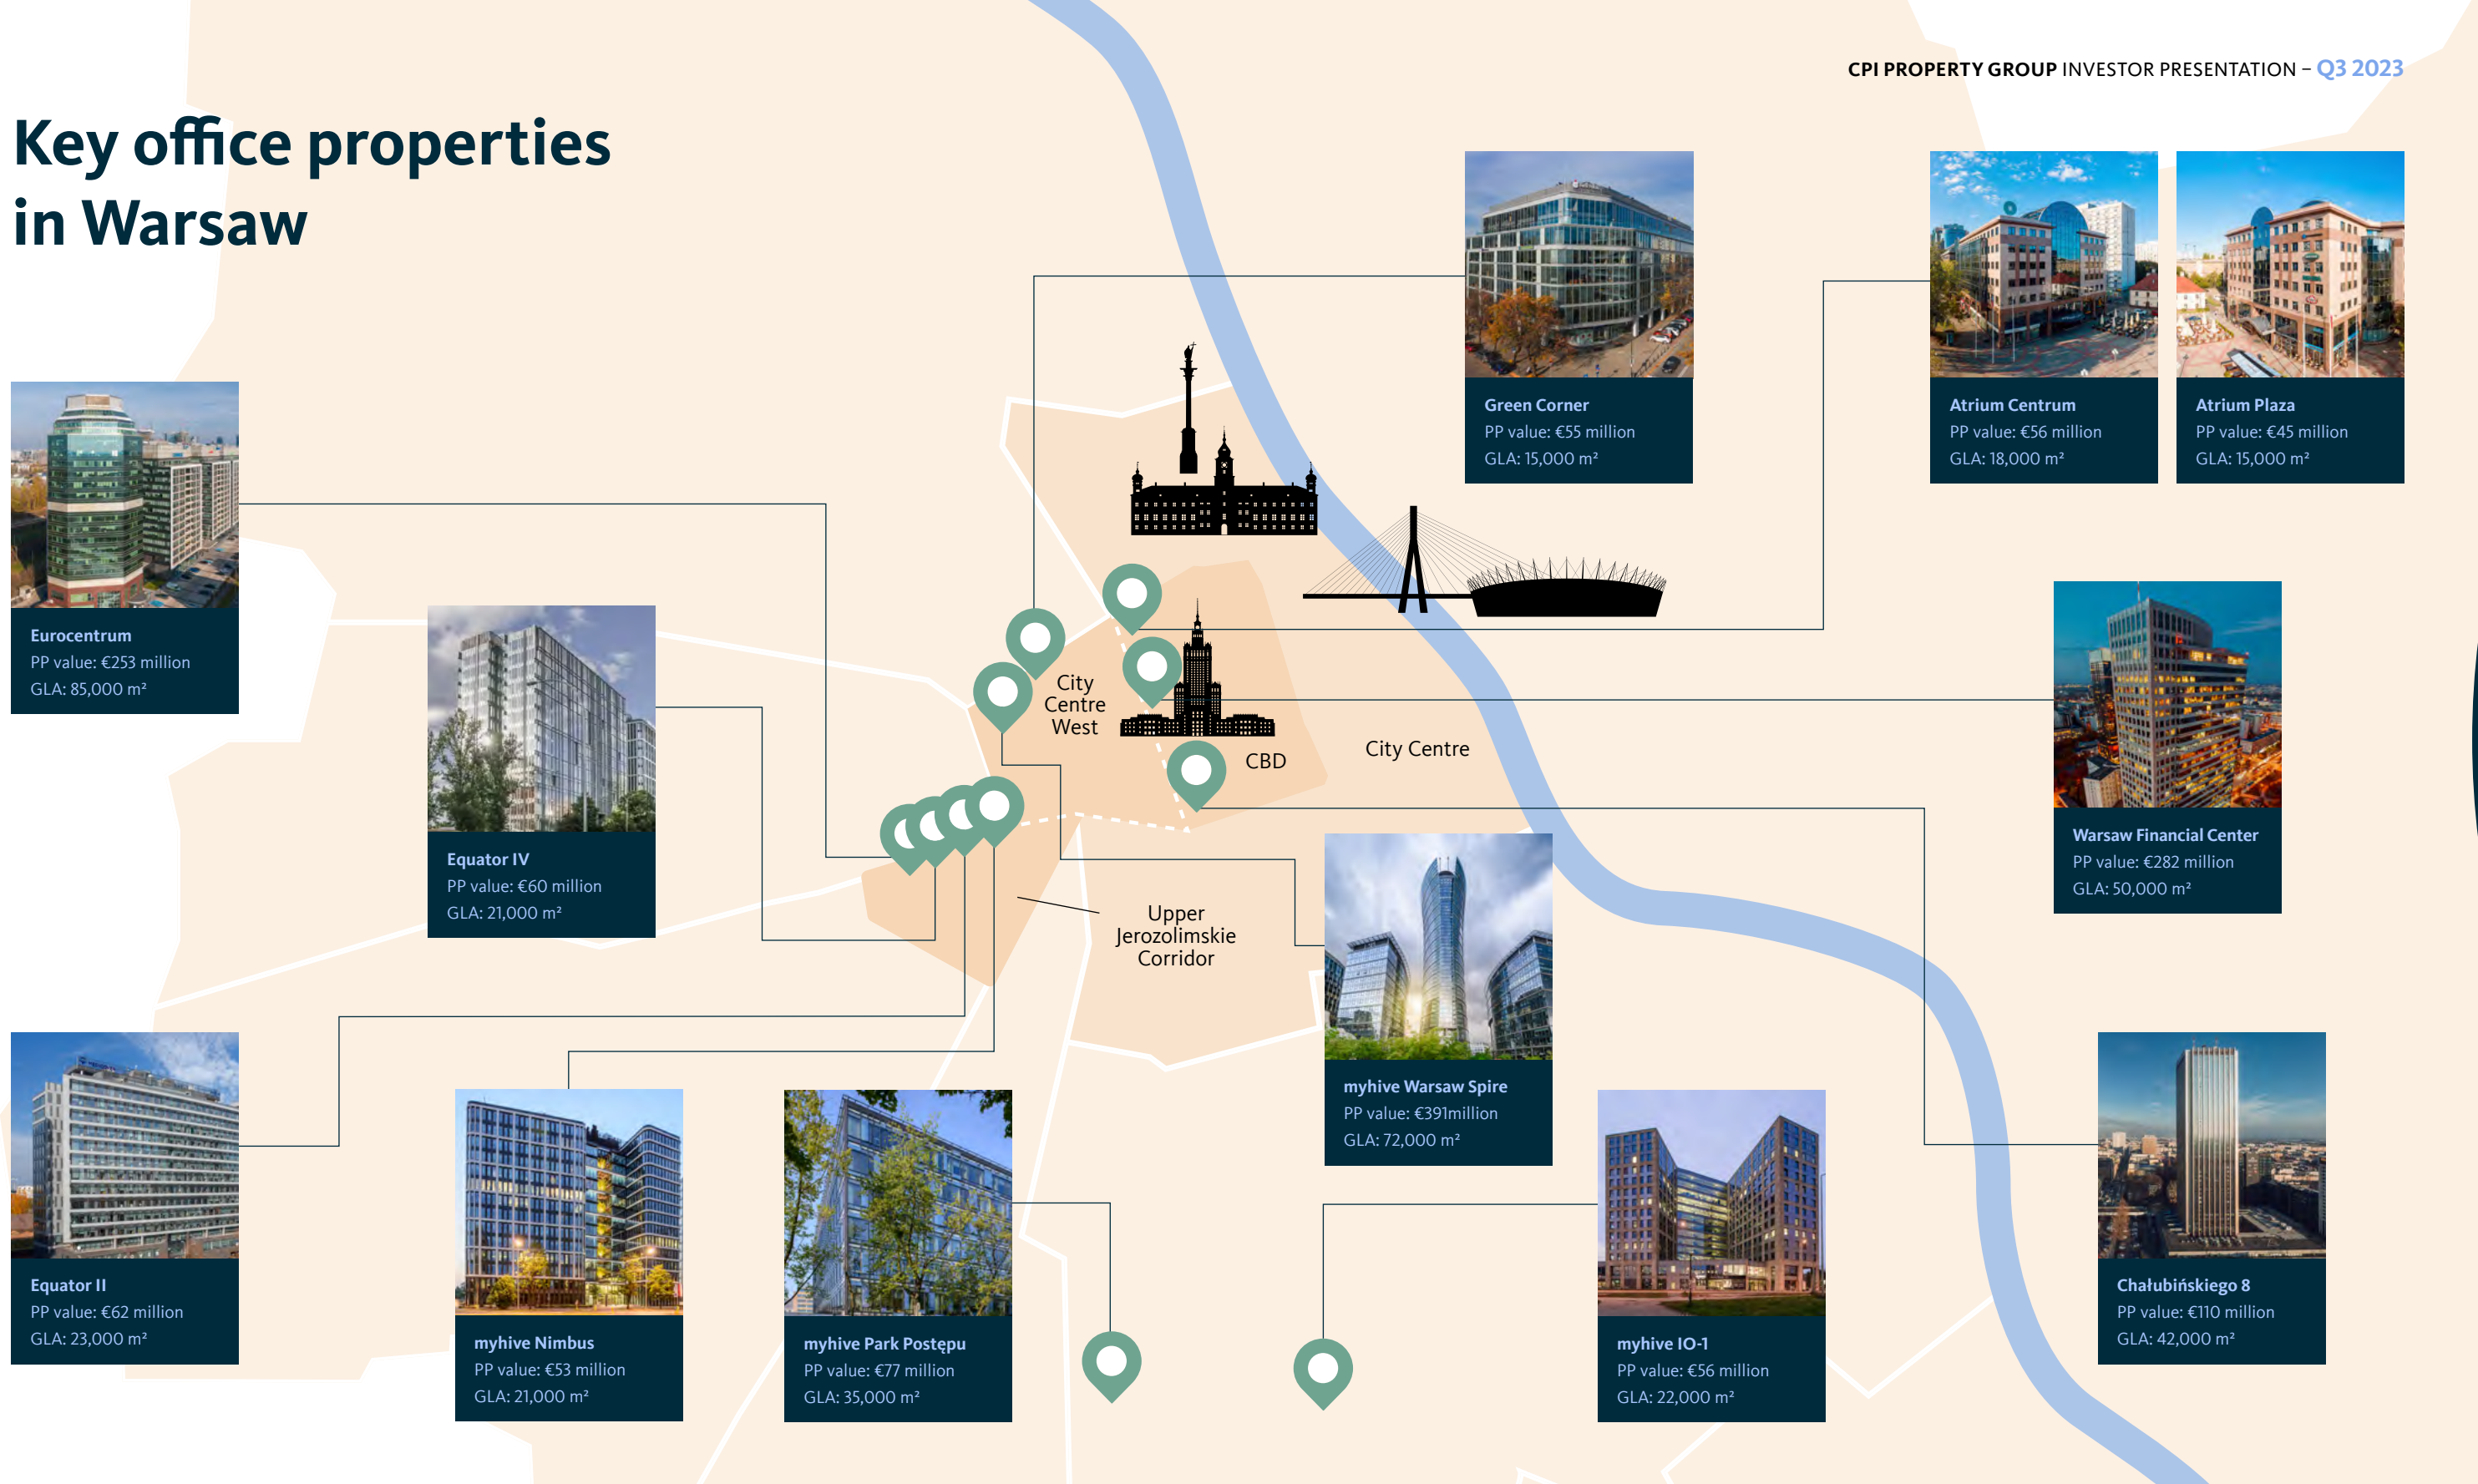 CPI PROPERTY GROUP INVESTOR PRESENTATION – Q3 2023
Key office properties
in Warsaw
Green Corner
PP value: €55 million
GLA: 15,000 m²
Atrium Centrum
PP value: €56 million
GLA: 18,000 m²
Atrium Plaza
PP value: €45 million
GLA: 15,000 m²
Eurocentrum
PP value: €253 million
GLA: 85,000 m²
Equator IV
PP value: €60 million
GLA: 21,000 m²
City
Centre
West
CBD
City Centre
Warsaw Financial Center
PP value: €282 million
GLA: 50,000 m²
Upper
Jerozolimskie
Corridor
myhive Warsaw Spire
PP value: €391million
GLA: 72,000 m²
Equator II
PP value: €62 million
GLA: 23,000 m²
myhive Nimbus
PP value: €53 million
GLA: 21,000 m²
myhive Park Postępu
PP value: €77 million
GLA: 35,000 m²
myhive IO-1
PP value: €56 million
GLA: 22,000 m²
Chałubińskiego 8
PP value: €110 million
GLA: 42,000 m²